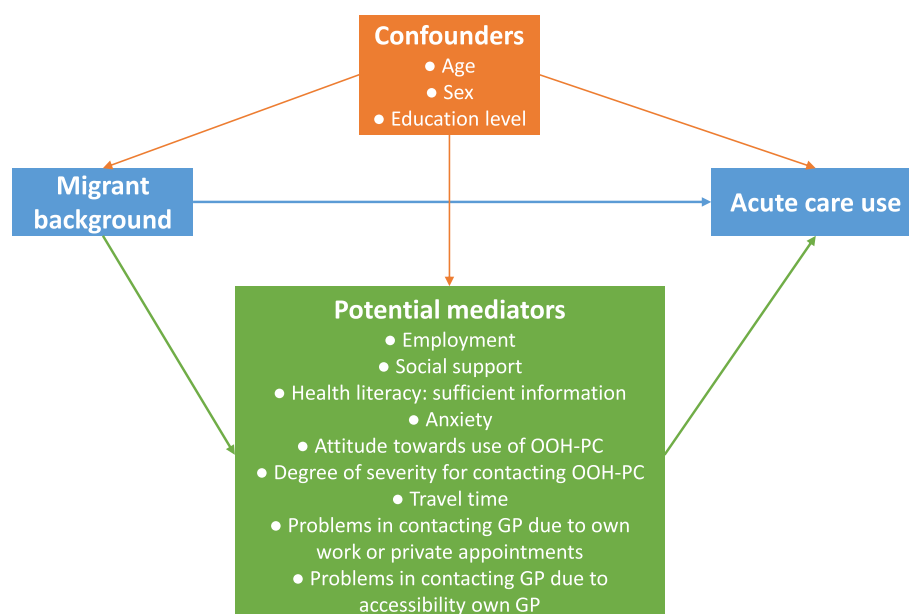 Confounders
● Age
● Sex
● Education level
Migrant
background
Acute care use
Potential mediators
● Employment
● Social support
● Health literacy: sufficient information
● Anxiety
● Attitude towards use of OOH-PC
● Degree of severity for contacting OOH-PC
● Travel time
● Problems in contacting GP due to own
work or private appointments
● Problems in contacting GP due to
accessibility own GP